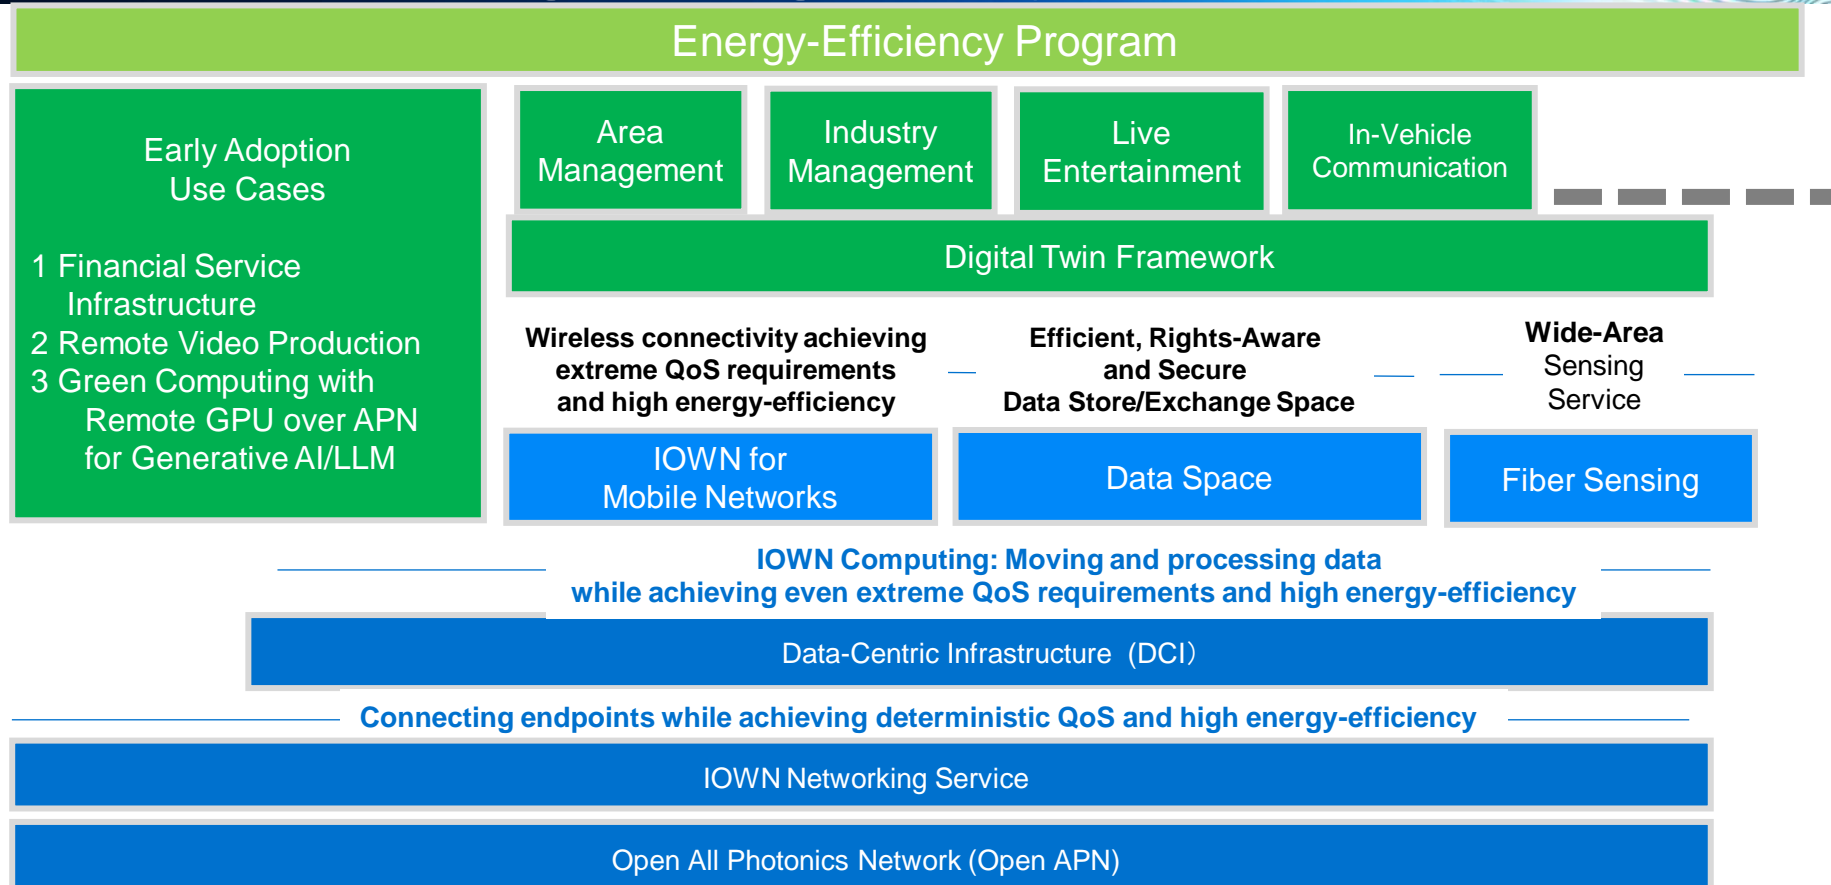 Energy-Efficiency Program
Early Adoption
Use Cases
1 Financial Service
Infrastructure
2 Remote Video Production
3 Green Computing with
Remote GPU over APN
for Generative AI/LLM
Area
Management
Industry
Management
Live
Entertainment
In-Vehicle
Communication
Digital Twin Framework
Wireless connectivity achieving
extreme QoS requirements
and high energy-efficiency
Efficient, Rights-Aware
and Secure
Data Store/Exchange Space
Wide-Area
Sensing
Service
IOWN for
Mobile Networks
Data Space
Fiber Sensing
IOWN Computing: Moving and processing data
while achieving even extreme QoS requirements and high energy-efficiency
Data-Centric Infrastructure (DCI）
Connecting endpoints while achieving deterministic QoS and high energy-efficiency
IOWN Networking Service
Open All Photonics Network (Open APN)